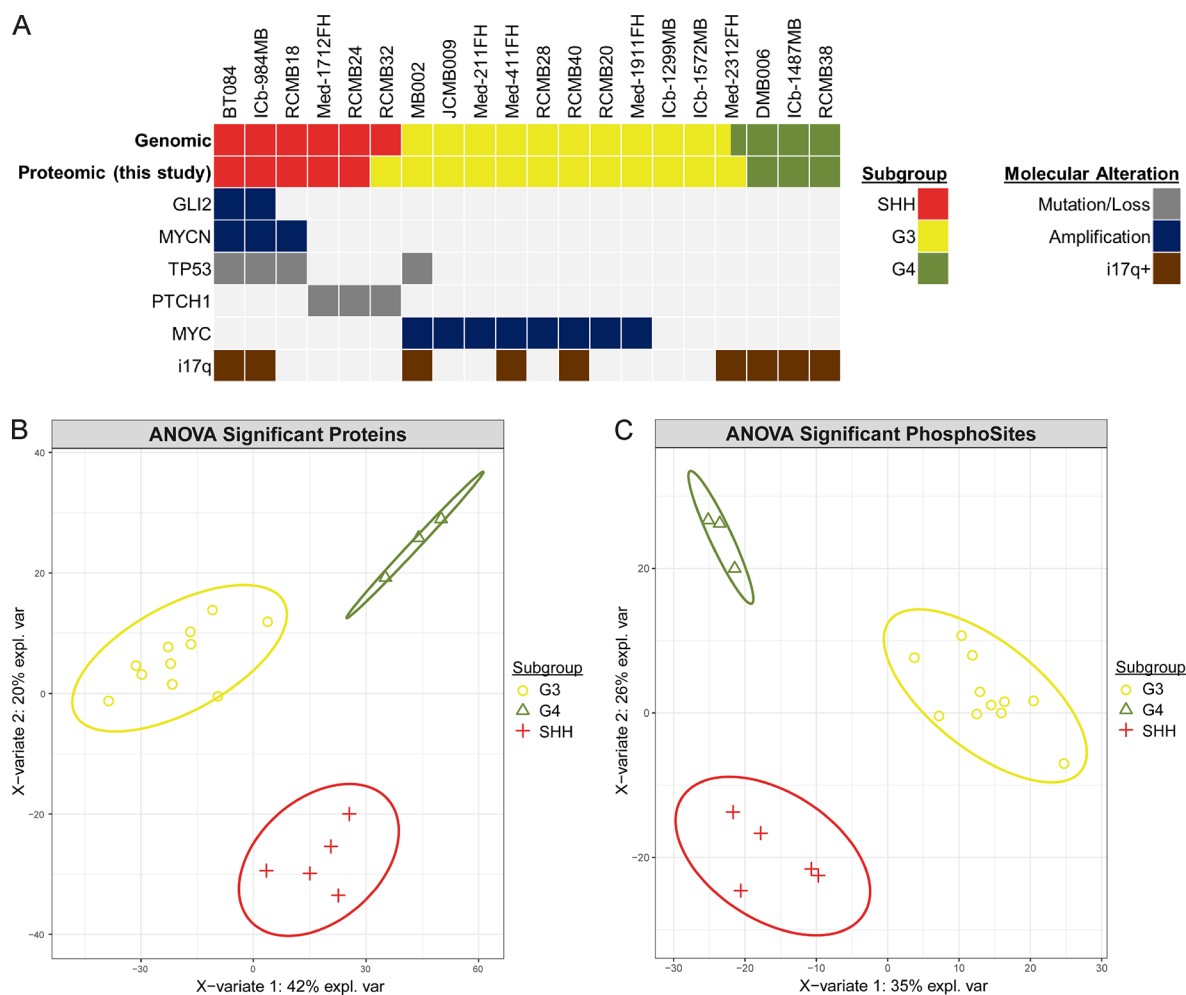 A
BT084
ICb-984MB
RCMB18
Med-1712FH
RCMB24
RCMB32
MB002
JCMB009
Med-211FH
Med-411FH
RCMB28
RCMB40
RCMB20
Med-1911FH
ICb-1299MB
ICb-1572MB
Med-2312FH
DMB006
ICb-1487MB
RCMB38
Genomic
Proteomic (this study)
GLI2
MYCN
TP53
PTCH1
MYC
i17q
Subgroup
SHH
G3
G4
Molecular Alteration
Mutation/Loss
Amplification
i17q+
B
ANOVA Significant Proteins
X−variate 2: 20% expl. var
40
20
0
−20
−40
−30
0
30
60
X−variate 1: 42% expl. var
Subgroup
G3
G4
SHH
C
ANOVA Significant PhosphoSites
X−variate 2: 26% expl. var
20
0
−20
−30
−20
−10
0
10
20
30
X−variate 1: 35% expl. var
Subgroup
G3
G4
SHH